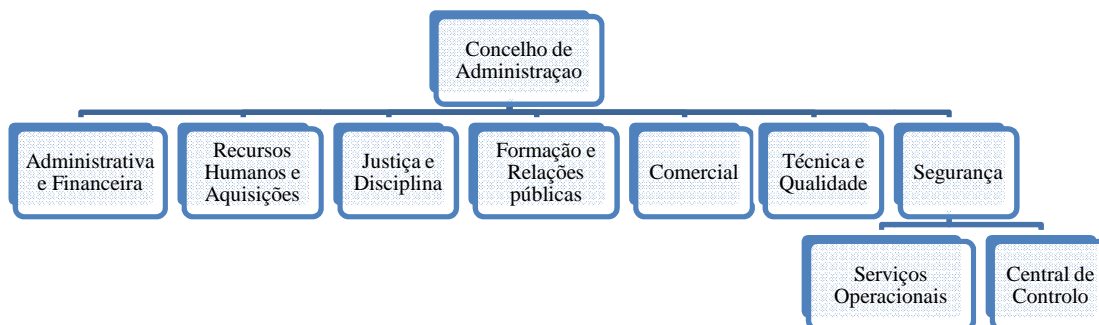 Concelho de
Administraçao
Administrativa
e Financeira
Recursos
Humanos e
Aquisições
Justiça e
Disciplina
Formação e
Relações
públicas
Comercial
Técnica e
Qualidade
Segurança
Serviços
Operacionais
Central de
Controlo